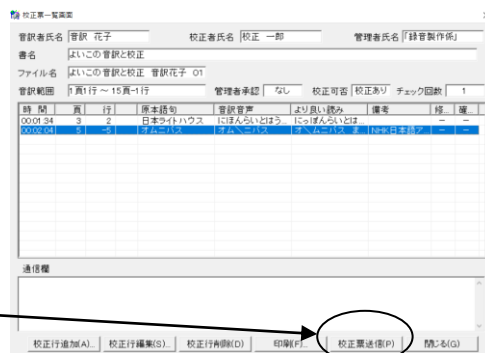 校正票一覧画面
音訳者氏名 音訳 花子 校正者氏名 校正 一郎 管理者氏名 「録音製作係」
書名 よいこの音訳と校正
ファイル名 よいこの音訳と校正 音訳花子 01
音訳範囲 1頁1行 ～ 15頁-1行 管理者承認 なし 校正可否 校正あり チェック回数 1
時 間 頁 行 原本語句 音訳音声 より良い読み 備考 修... 確...
00:01:34 3 2 日本ライトハウス にほんらいとはう... にっぽんらいとは... － －
00:02:04 5 -5 オムニバス オム＼ニバス オ＼ムニバス ま... NHK日本語ア... － －
通信欄
校正行追加(A)... 校正行編集(S)... 校正行削除(D) 印刷(F)... 校正票送信(P) 閉じる(G)